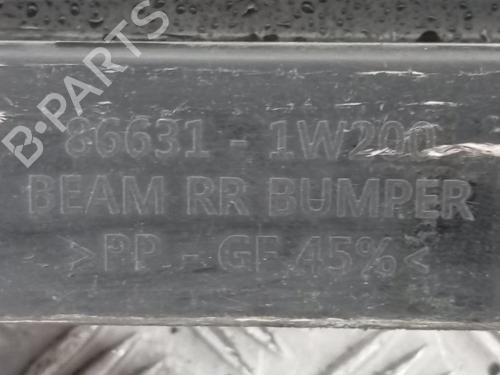 B-PARTS
86631 - 1W200
BEAM RR BUMPER
>PP - GF 45%<